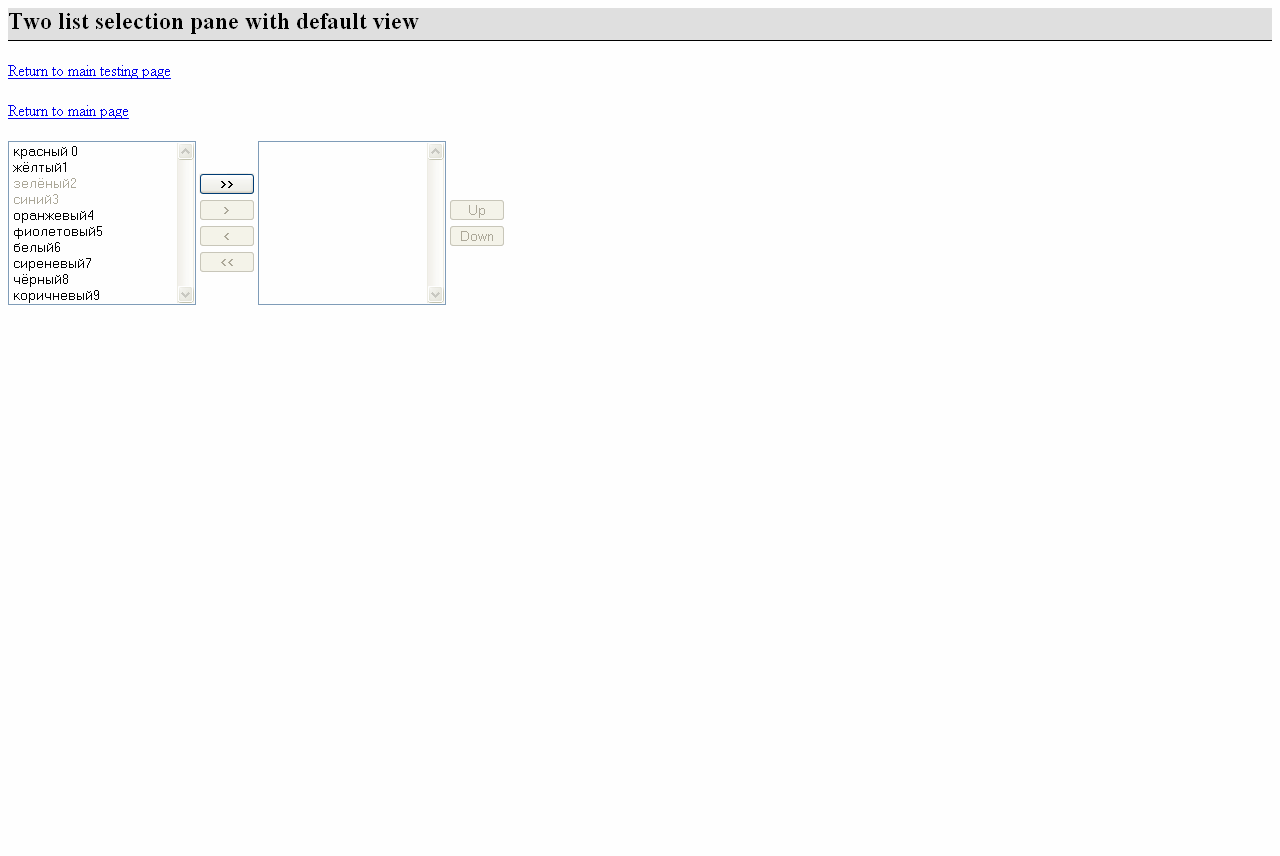 Two list selection pane with default view
Return to main testing page
Return to main page
красный 0
жёлтый1
зелёный2
синий3
оранжевый4
фиолетовый5
белый6
сиреневый7
чёрный8
коричневый9
>>
>
<
<<
Up
Down